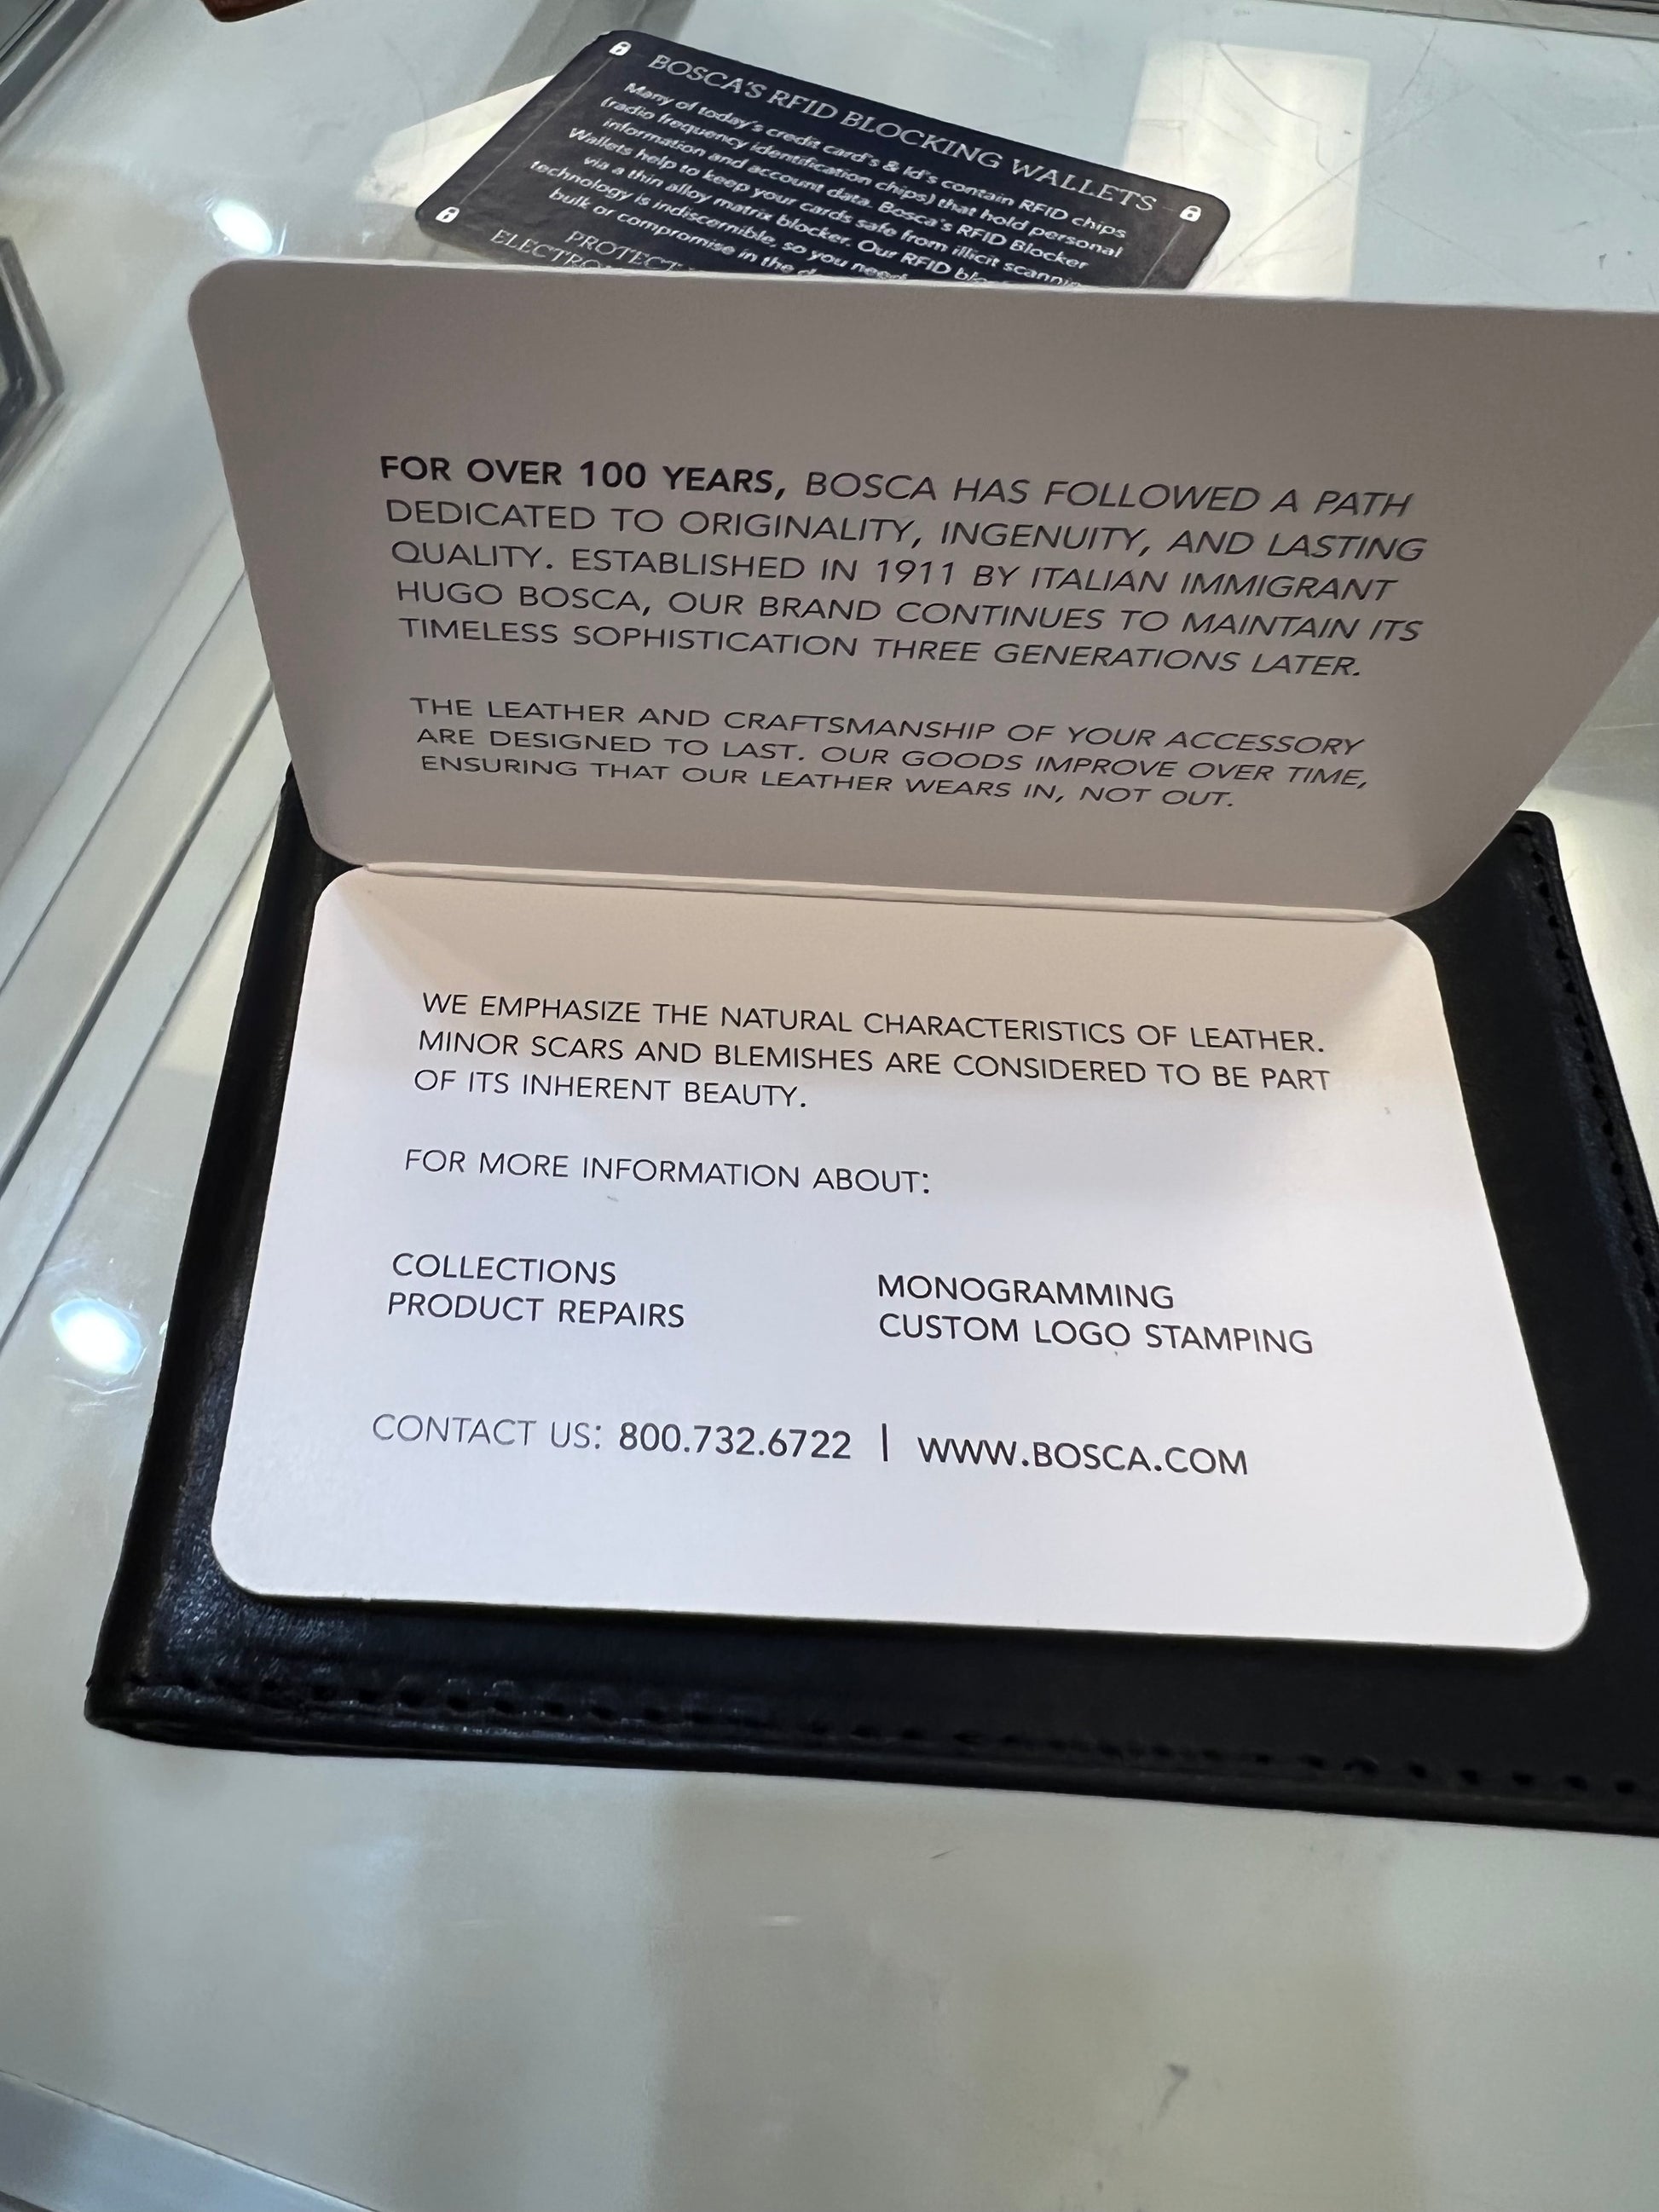 BOSCA'S RFID BLOCKING WALLETS
Many of today's credit card's & Id's contain RFID chips
(radio frequency identification chips) that hold personal
information and account data. Bosca's RFID Blocker
Wallets help to keep your cards safe from illicit
via a thin alloy matrix blocker. Our RFID
technology is indiscernible, so you
bulk or compromise in the
PROTECT
FOR OVER 100 YEARS, BOSCA HAS FOLLOWED A PATH
DEDICATED TO ORIGINALITY, INGENUITY, AND LASTING
QUALITY. ESTABLISHED IN 1911 BY ITALIAN IMMIGRANT
HUGO BOSCA, OUR BRAND CONTINUES TO MAINTAIN ITS
TIMELESS SOPHISTICATION THREE GENERATIONS LATER.
THE LEATHER AND CRAFTSMANSHIP OF YOUR ACCESSORY
ARE DESIGNED TO LAST. OUR GOODS IMPROVE OVER TIME,
ENSURING THAT OUR LEATHER WEARS IN, NOT OUT.
WE EMPHASIZE THE NATURAL CHARACTERISTICS OF LEATHER.
MINOR SCARS AND BLEMISHES ARE CONSIDERED TO BE PART
OF ITS INHERENT BEAUTY.
FOR MORE INFORMATION ABOUT:
COLLECTIONS
PRODUCT REPAIRS
MONOGRAMMING
CUSTOM LOGO STAMPING
CONTACT US: 800.732.6722 | WWW.BOSCA.COM